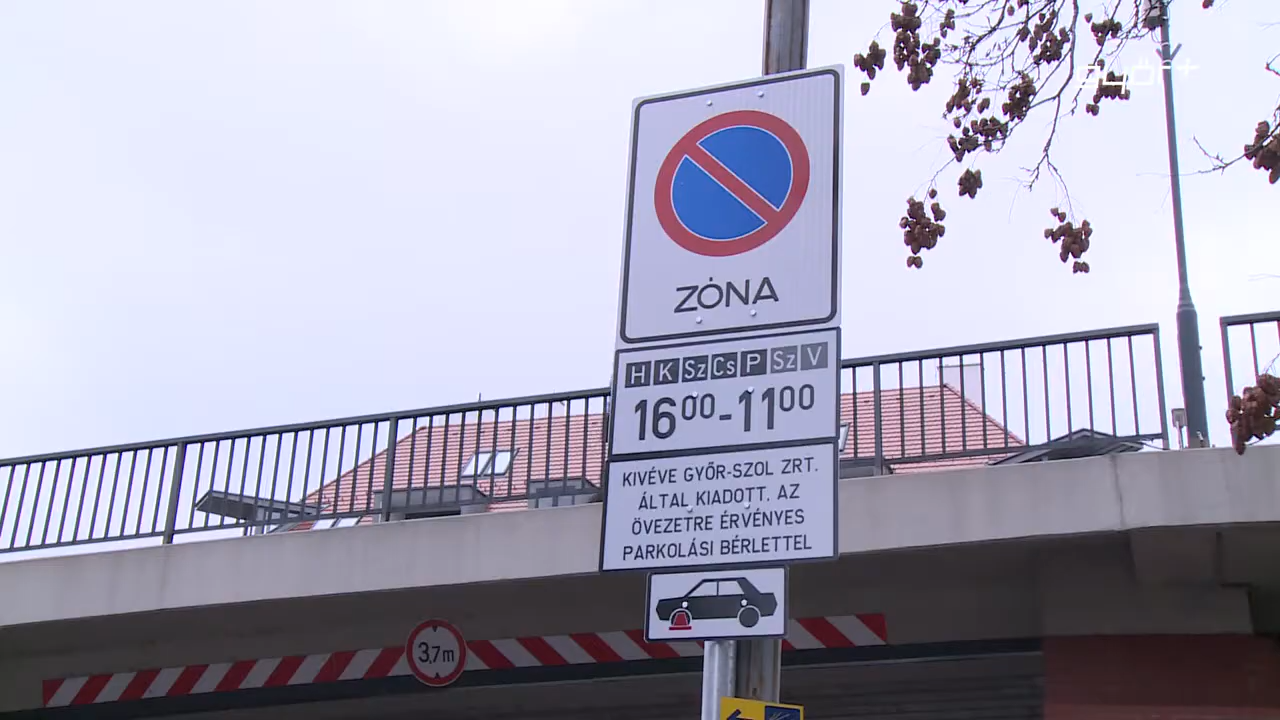 győr+
ZÓNA
H K Sz Cs P Sz V
16⁰⁰-11⁰⁰
KIVÉVE GYŐR-SZOL ZRT.
ÁLTAL KIADOTT, AZ
ÖVEZETRE ÉRVÉNYES
PARKOLÁSI BÉRLETTEL
3,7m